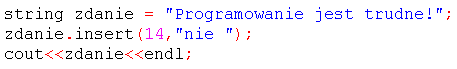 string zdanie = "Programowanie jest trudne!";
zdanie.insert(14,"nie ");
cout<<zdanie<<endl;